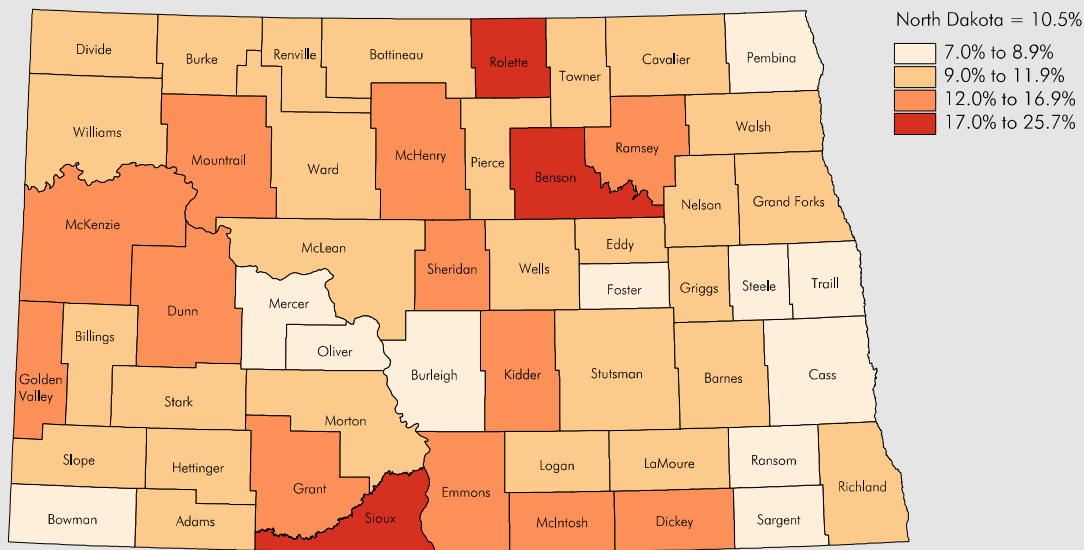 North Dakota = 10.5%
7.0% to 8.9%
9.0% to 11.9%
12.0% to 16.9%
17.0% to 25.7%
Divide
Burke
Renville
Bottineau
Rolette
Towner
Cavalier
Pembina
Williams
Mountrail
Ward
McHenry
Pierce
Benson
Ramsey
Walsh
Nelson
Grand Forks
McKenzie
McLean
Sheridan
Wells
Eddy
Foster
Griggs
Steele
Traill
Dunn
Mercer
Oliver
Billings
Golden
Valley
Stark
Burleigh
Kidder
Stutsman
Barnes
Cass
Morton
Slope
Hettinger
Grant
Emmons
Logan
LaMoure
Ransom
Richland
Bowman
Adams
Sioux
McIntosh
Dickey
Sargent